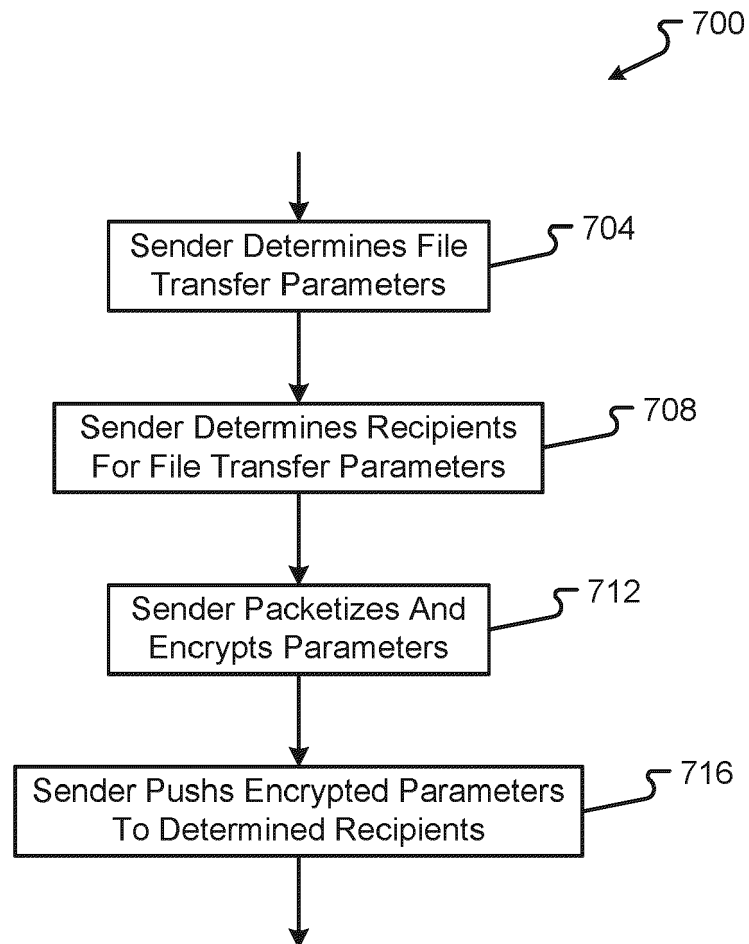 700
Sender Determines File
Transfer Parameters
704
Sender Determines Recipients
For File Transfer Parameters
708
Sender Packetizes And
Encrypts Parameters
712
Sender Pushs Encrypted Parameters
To Determined Recipients
716